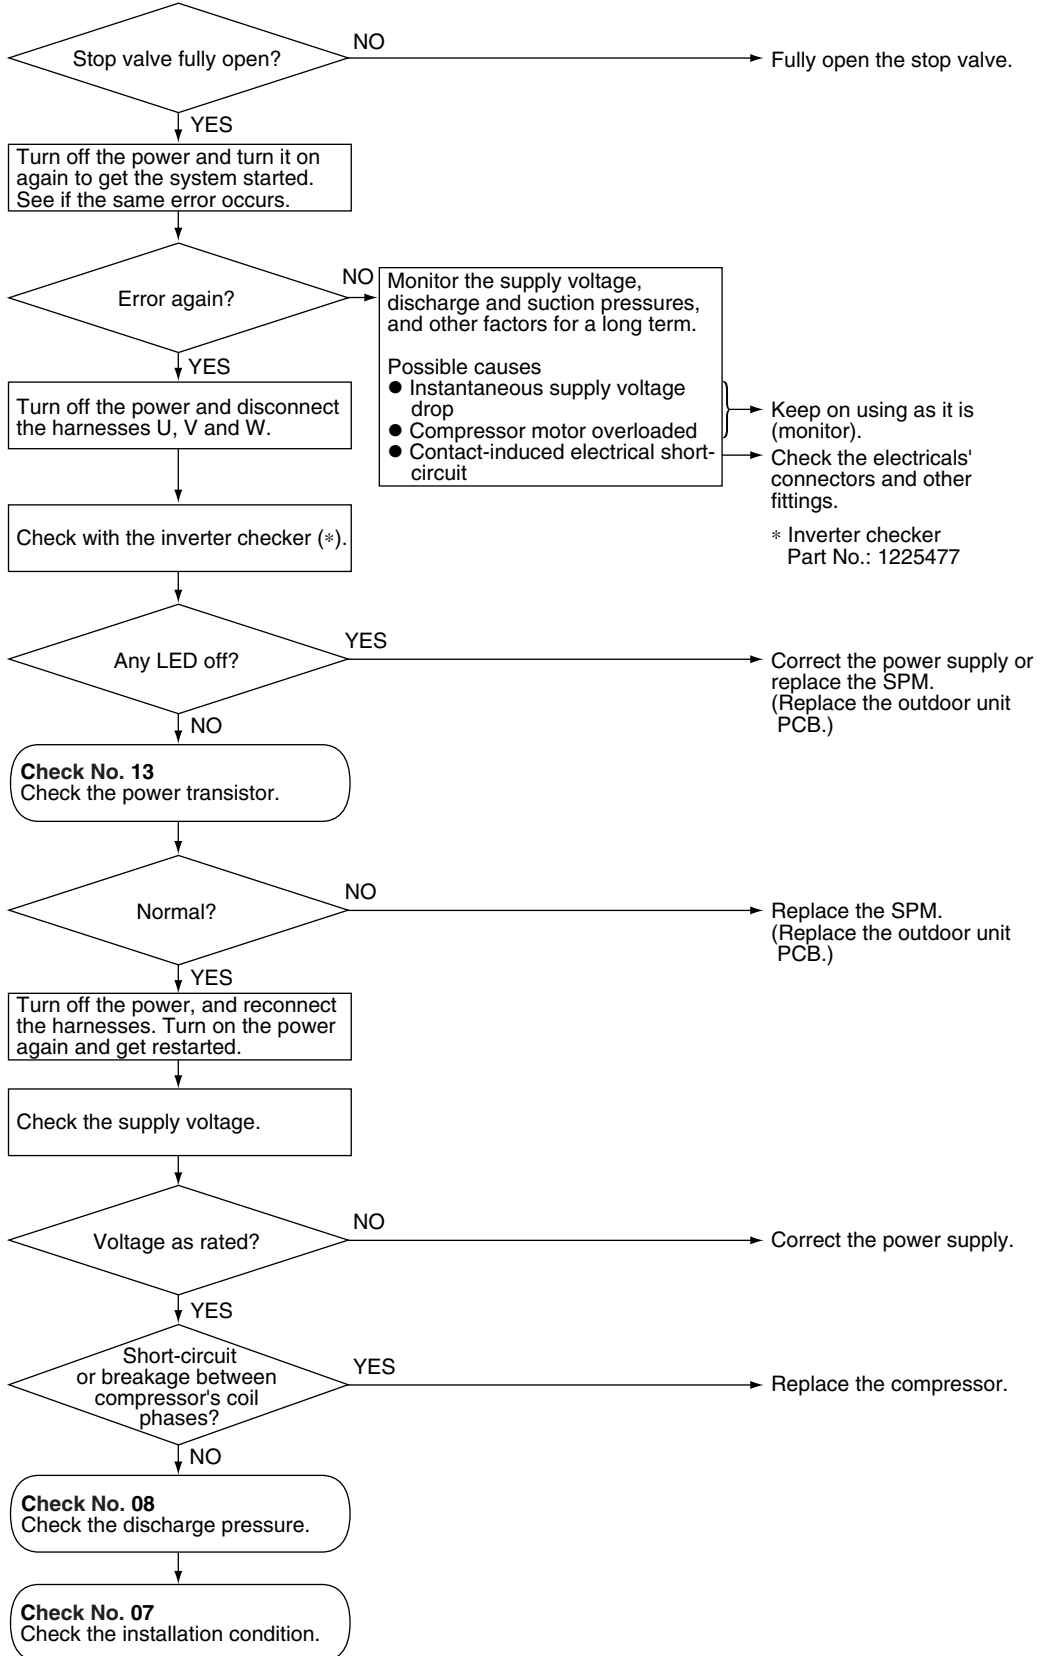 Stop valve fully open?
NO
Fully open the stop valve.
YES
Turn off the power and turn it on
again to get the system started.
See if the same error occurs.
Error again?
NO
Monitor the supply voltage,
discharge and suction pressures,
and other factors for a long term.
Possible causes
● Instantaneous supply voltage
drop
● Compressor motor overloaded
● Contact-induced electrical short-
circuit
Keep on using as it is
(monitor).
Check the electricals'
connectors and other
fittings.
* Inverter checker
Part No.: 1225477
YES
Turn off the power and disconnect
the harnesses U, V and W.
Check with the inverter checker (*).
Any LED off?
YES
Correct the power supply or
replace the SPM.
(Replace the outdoor unit
PCB.)
NO
Check No. 13
Check the power transistor.
Normal?
NO
Replace the SPM.
(Replace the outdoor unit
PCB.)
YES
Turn off the power, and reconnect
the harnesses. Turn on the power
again and get restarted.
Check the supply voltage.
Voltage as rated?
NO
Correct the power supply.
YES
Short-circuit
or breakage between
compressor's coil
phases?
YES
Replace the compressor.
NO
Check No. 08
Check the discharge pressure.
Check No. 07
Check the installation condition.